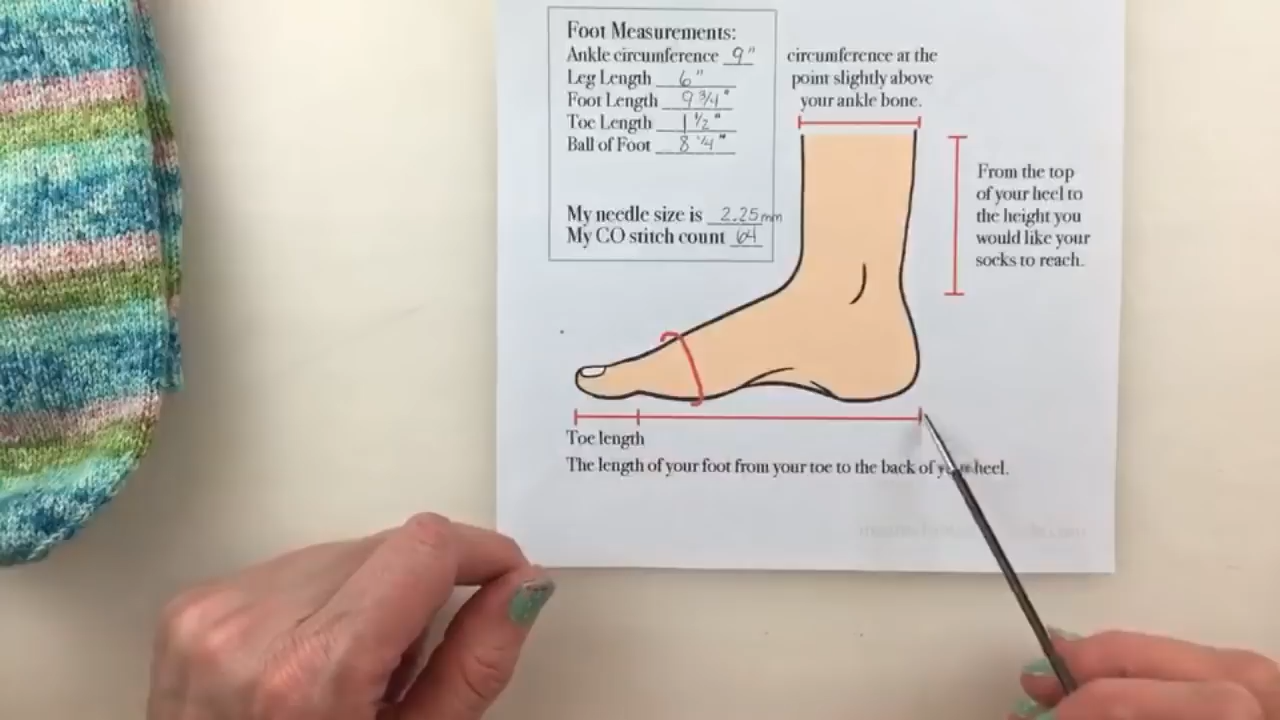 Foot Measurements:
Ankle circumference 9"
Leg Length 6"
Foot Length 9 3/4"
Toe Length 1 1/2"
Ball of Foot 8 1/4"
My needle size is 2.25mm
My CO stitch count 64
circumference at the
point slightly above
your ankle bone.
From the top
of your heel to
the height you
would like your
socks to reach.
Toe length
The length of your foot from your toe to the back of your heel.